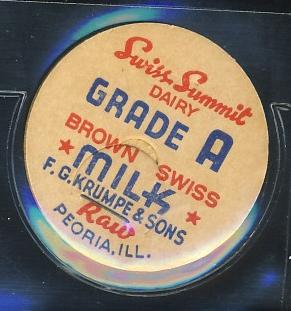 Swiss Summit
DAIRY
GRADE A
BROWN SWISS
★ MILK ★
F. G. KRUMPE & SONS
Raw
PEORIA, ILL.